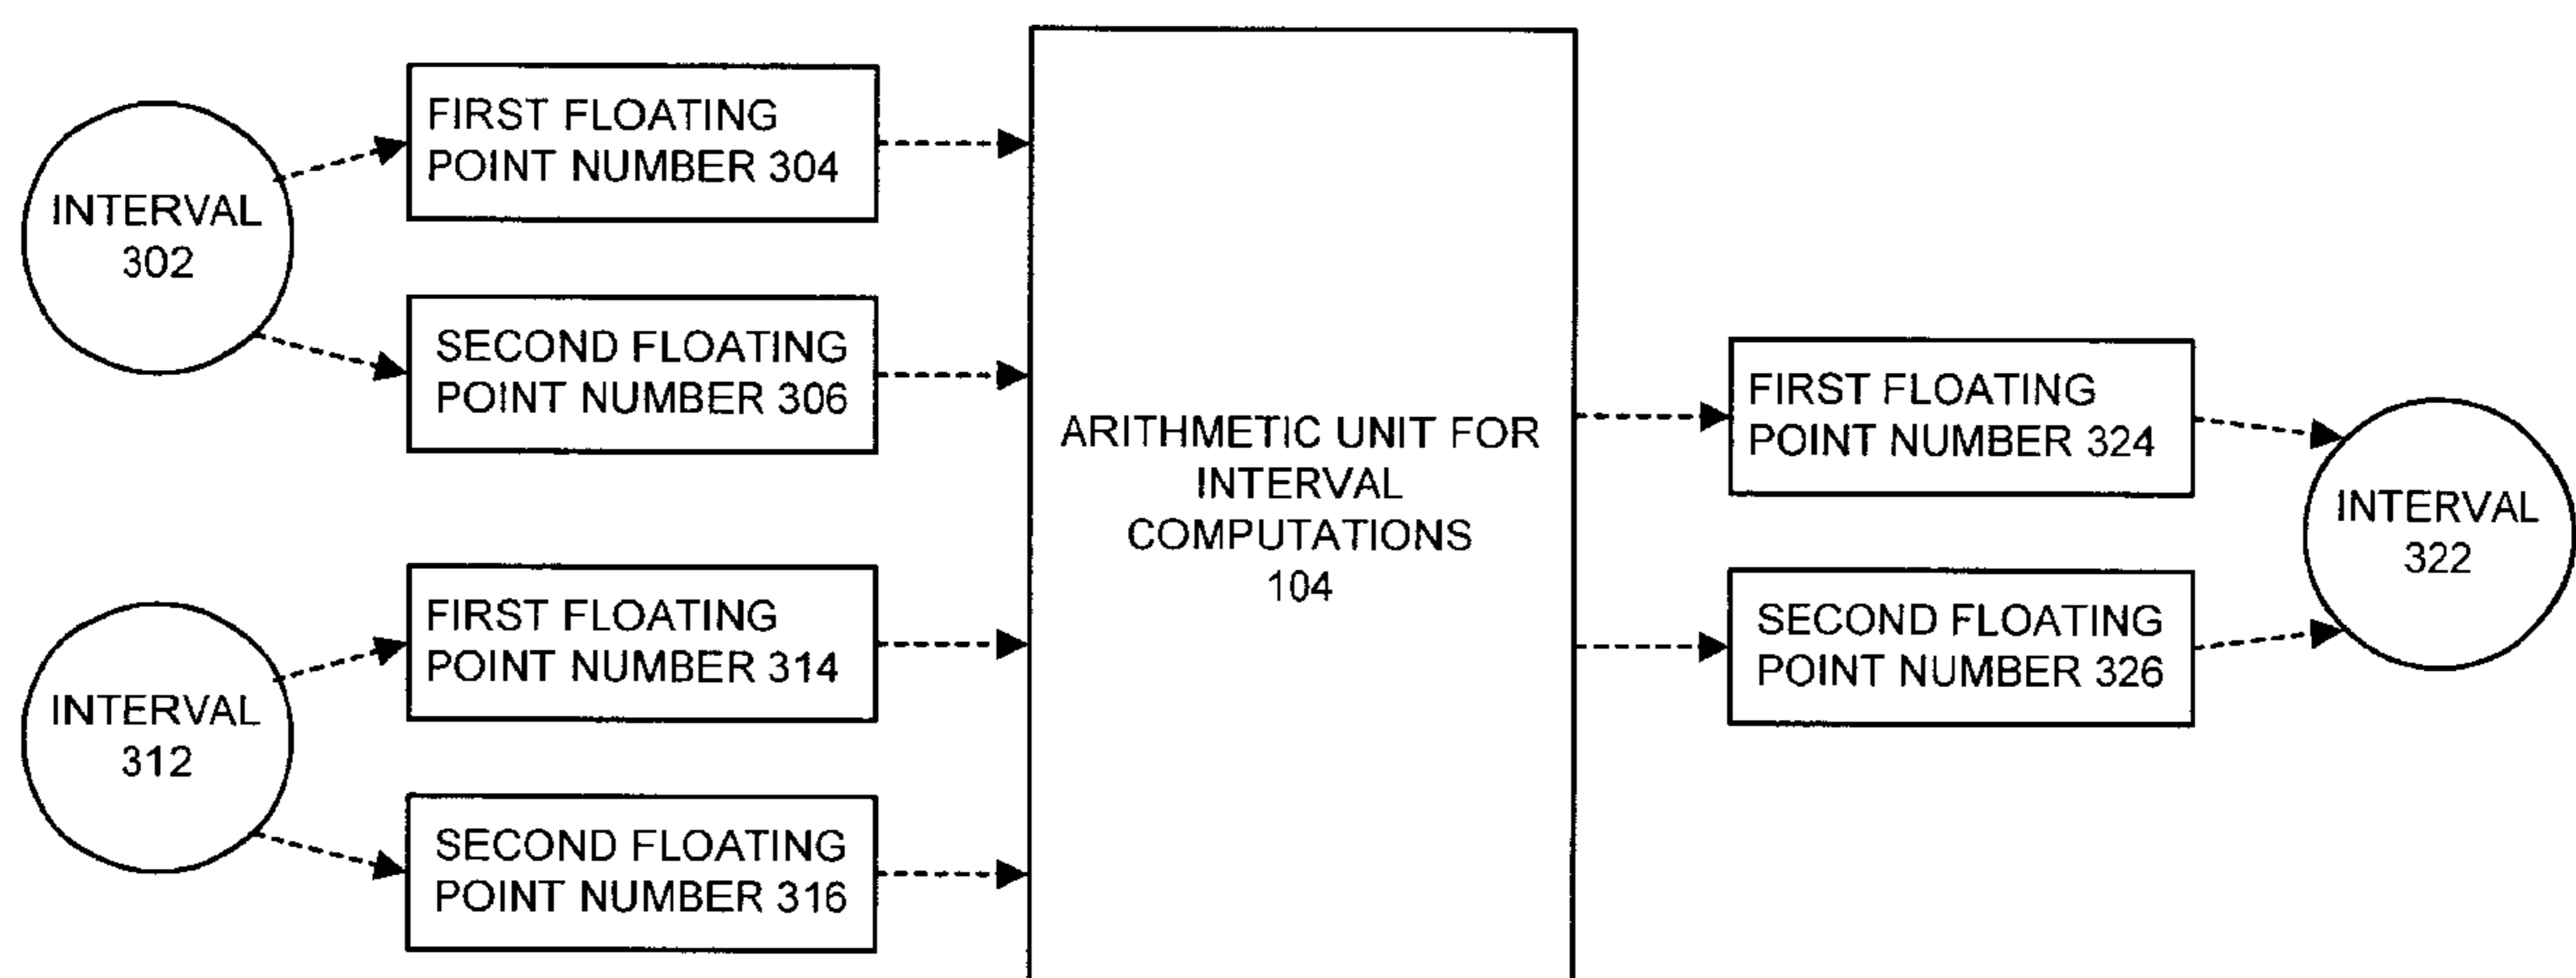 INTERVAL
302
FIRST FLOATING
POINT NUMBER 304
SECOND FLOATING
POINT NUMBER 306
INTERVAL
312
FIRST FLOATING
POINT NUMBER 314
SECOND FLOATING
POINT NUMBER 316
ARITHMETIC UNIT FOR
INTERVAL
COMPUTATIONS
104
FIRST FLOATING
POINT NUMBER 324
SECOND FLOATING
POINT NUMBER 326
INTERVAL
322